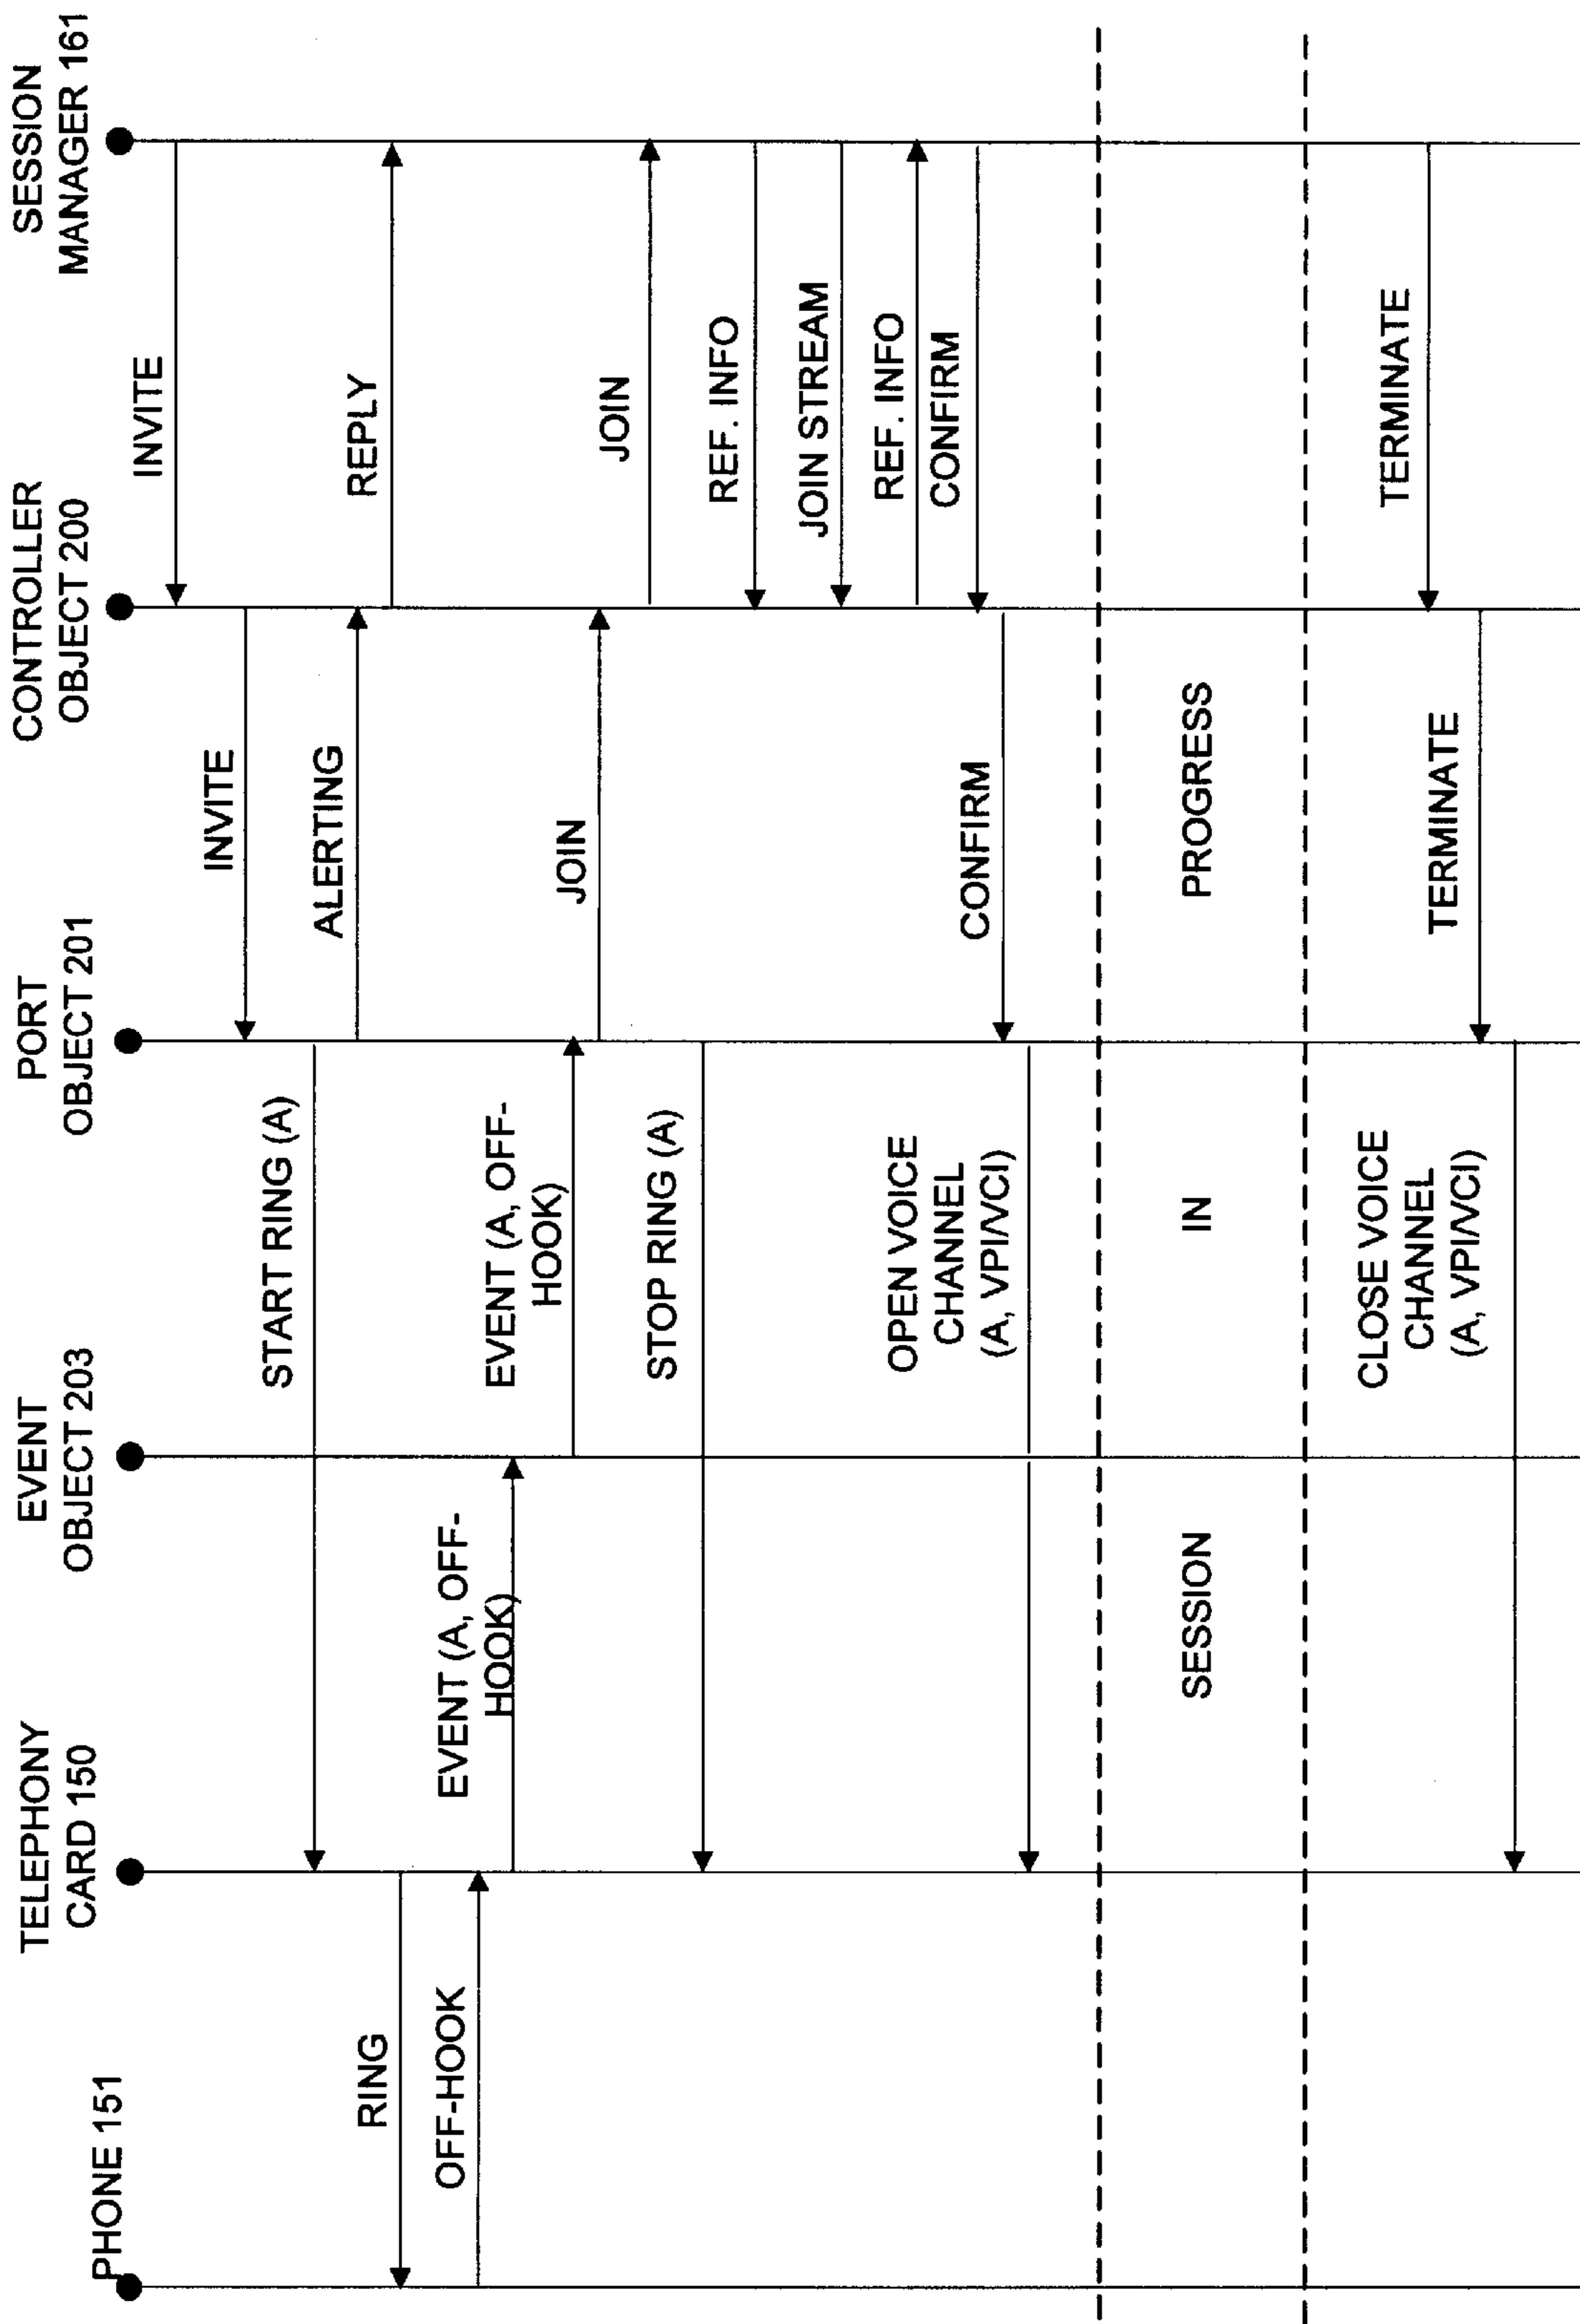 PHONE 151
TELEPHONY
CARD 150
EVENT
OBJECT 203
PORT
OBJECT 201
CONTROLLER
OBJECT 200
SESSION
MANAGER 161
INVITE
INVITE
START RING (A)
ALERTING
REPLY
RING
OFF-HOOK
EVENT (A, OFF-
HOOK)
EVENT (A, OFF-
HOOK)
JOIN
JOIN
STOP RING (A)
REF. INFO
JOIN STREAM
REF. INFO
CONFIRM
CONFIRM
OPEN VOICE
CHANNEL
(A, VPI/VCI)
SESSION
IN
PROGRESS
TERMINATE
TERMINATE
CLOSE VOICE
CHANNEL
(A, VPI/VCI)